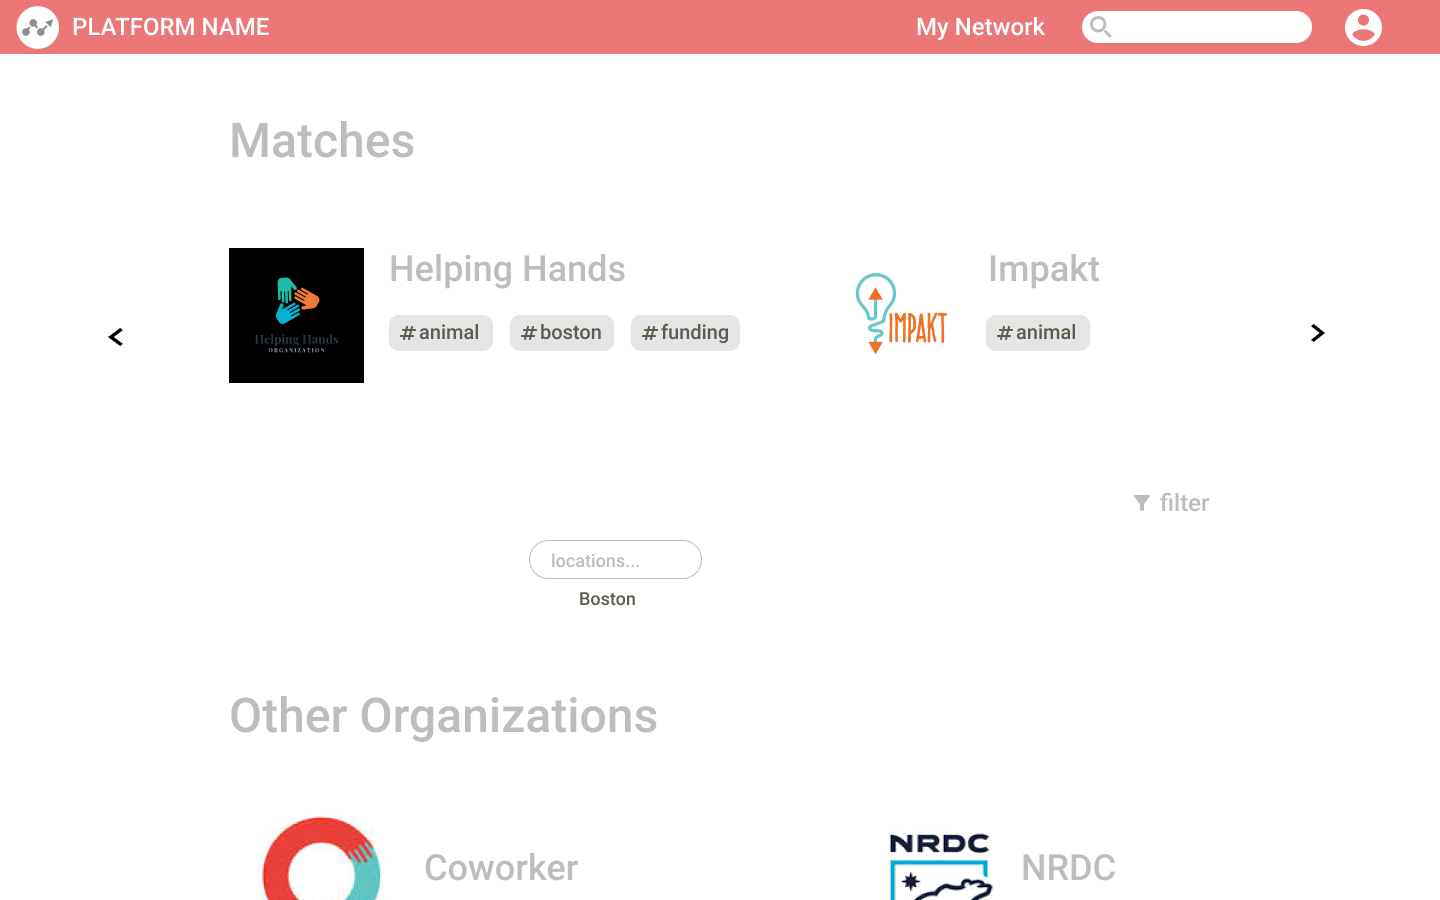 PLATFORM NAME
My Network
Matches
Helping Hands
#animal
#boston
#funding
Helping Hands
ORGANIZATION
Impakt
#animal
IMPAKT
<
>
filter
locations...
Boston
Other Organizations
Coworker
NRDC
NRDC